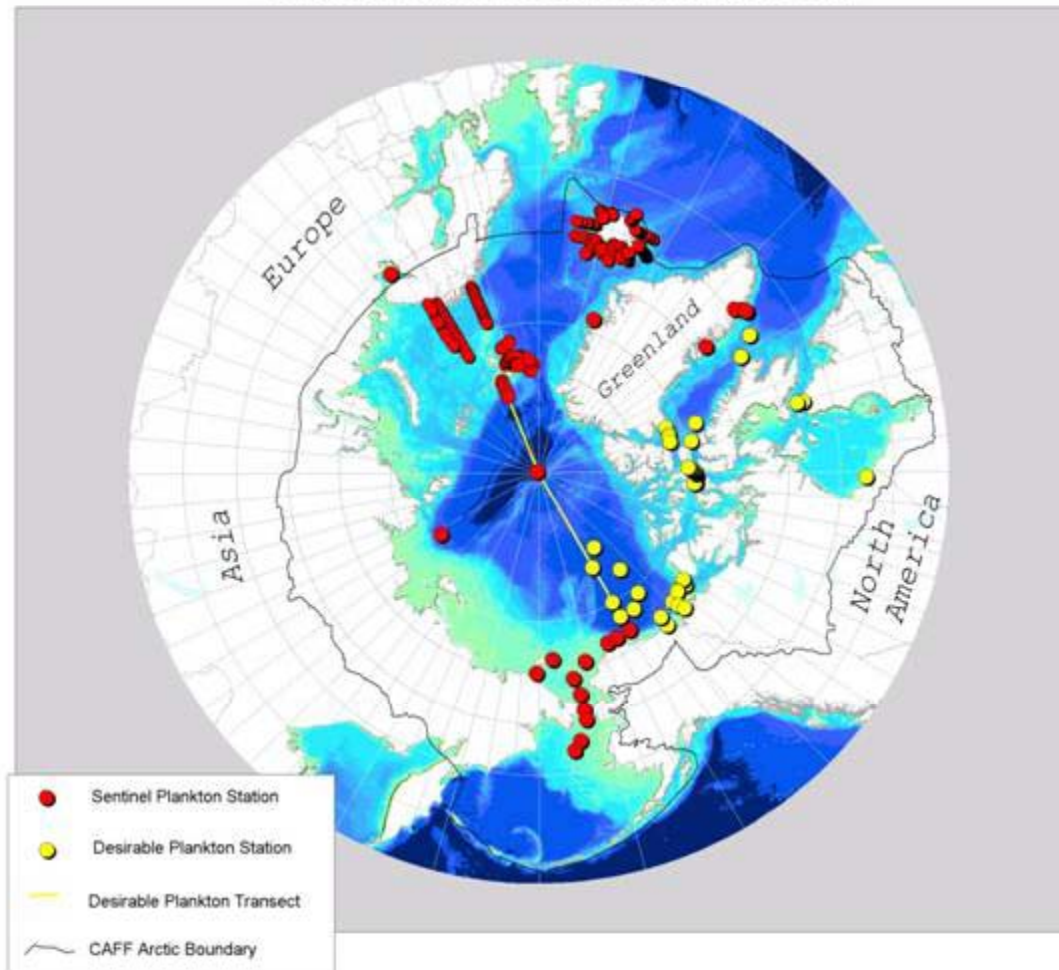 Europe
Greenland
Asia
North
America
Sentinel Plankton Station
Desirable Plankton Station
Desirable Plankton Transect
CAFF Arctic Boundary